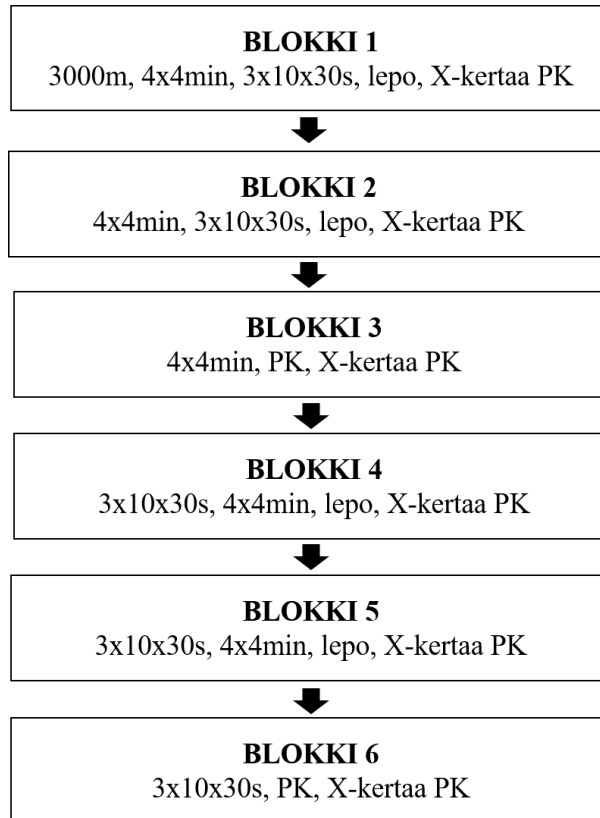 BLOKKI 1
3000m, 4x4min, 3x10x30s, lepo, X-kertaa PK
BLOKKI 2
4x4min, 3x10x30s, lepo, X-kertaa PK
BLOKKI 3
4x4min, PK, X-kertaa PK
BLOKKI 4
3x10x30s, 4x4min, lepo, X-kertaa PK
BLOKKI 5
3x10x30s, 4x4min, lepo, X-kertaa PK
BLOKKI 6
3x10x30s, PK, X-kertaa PK